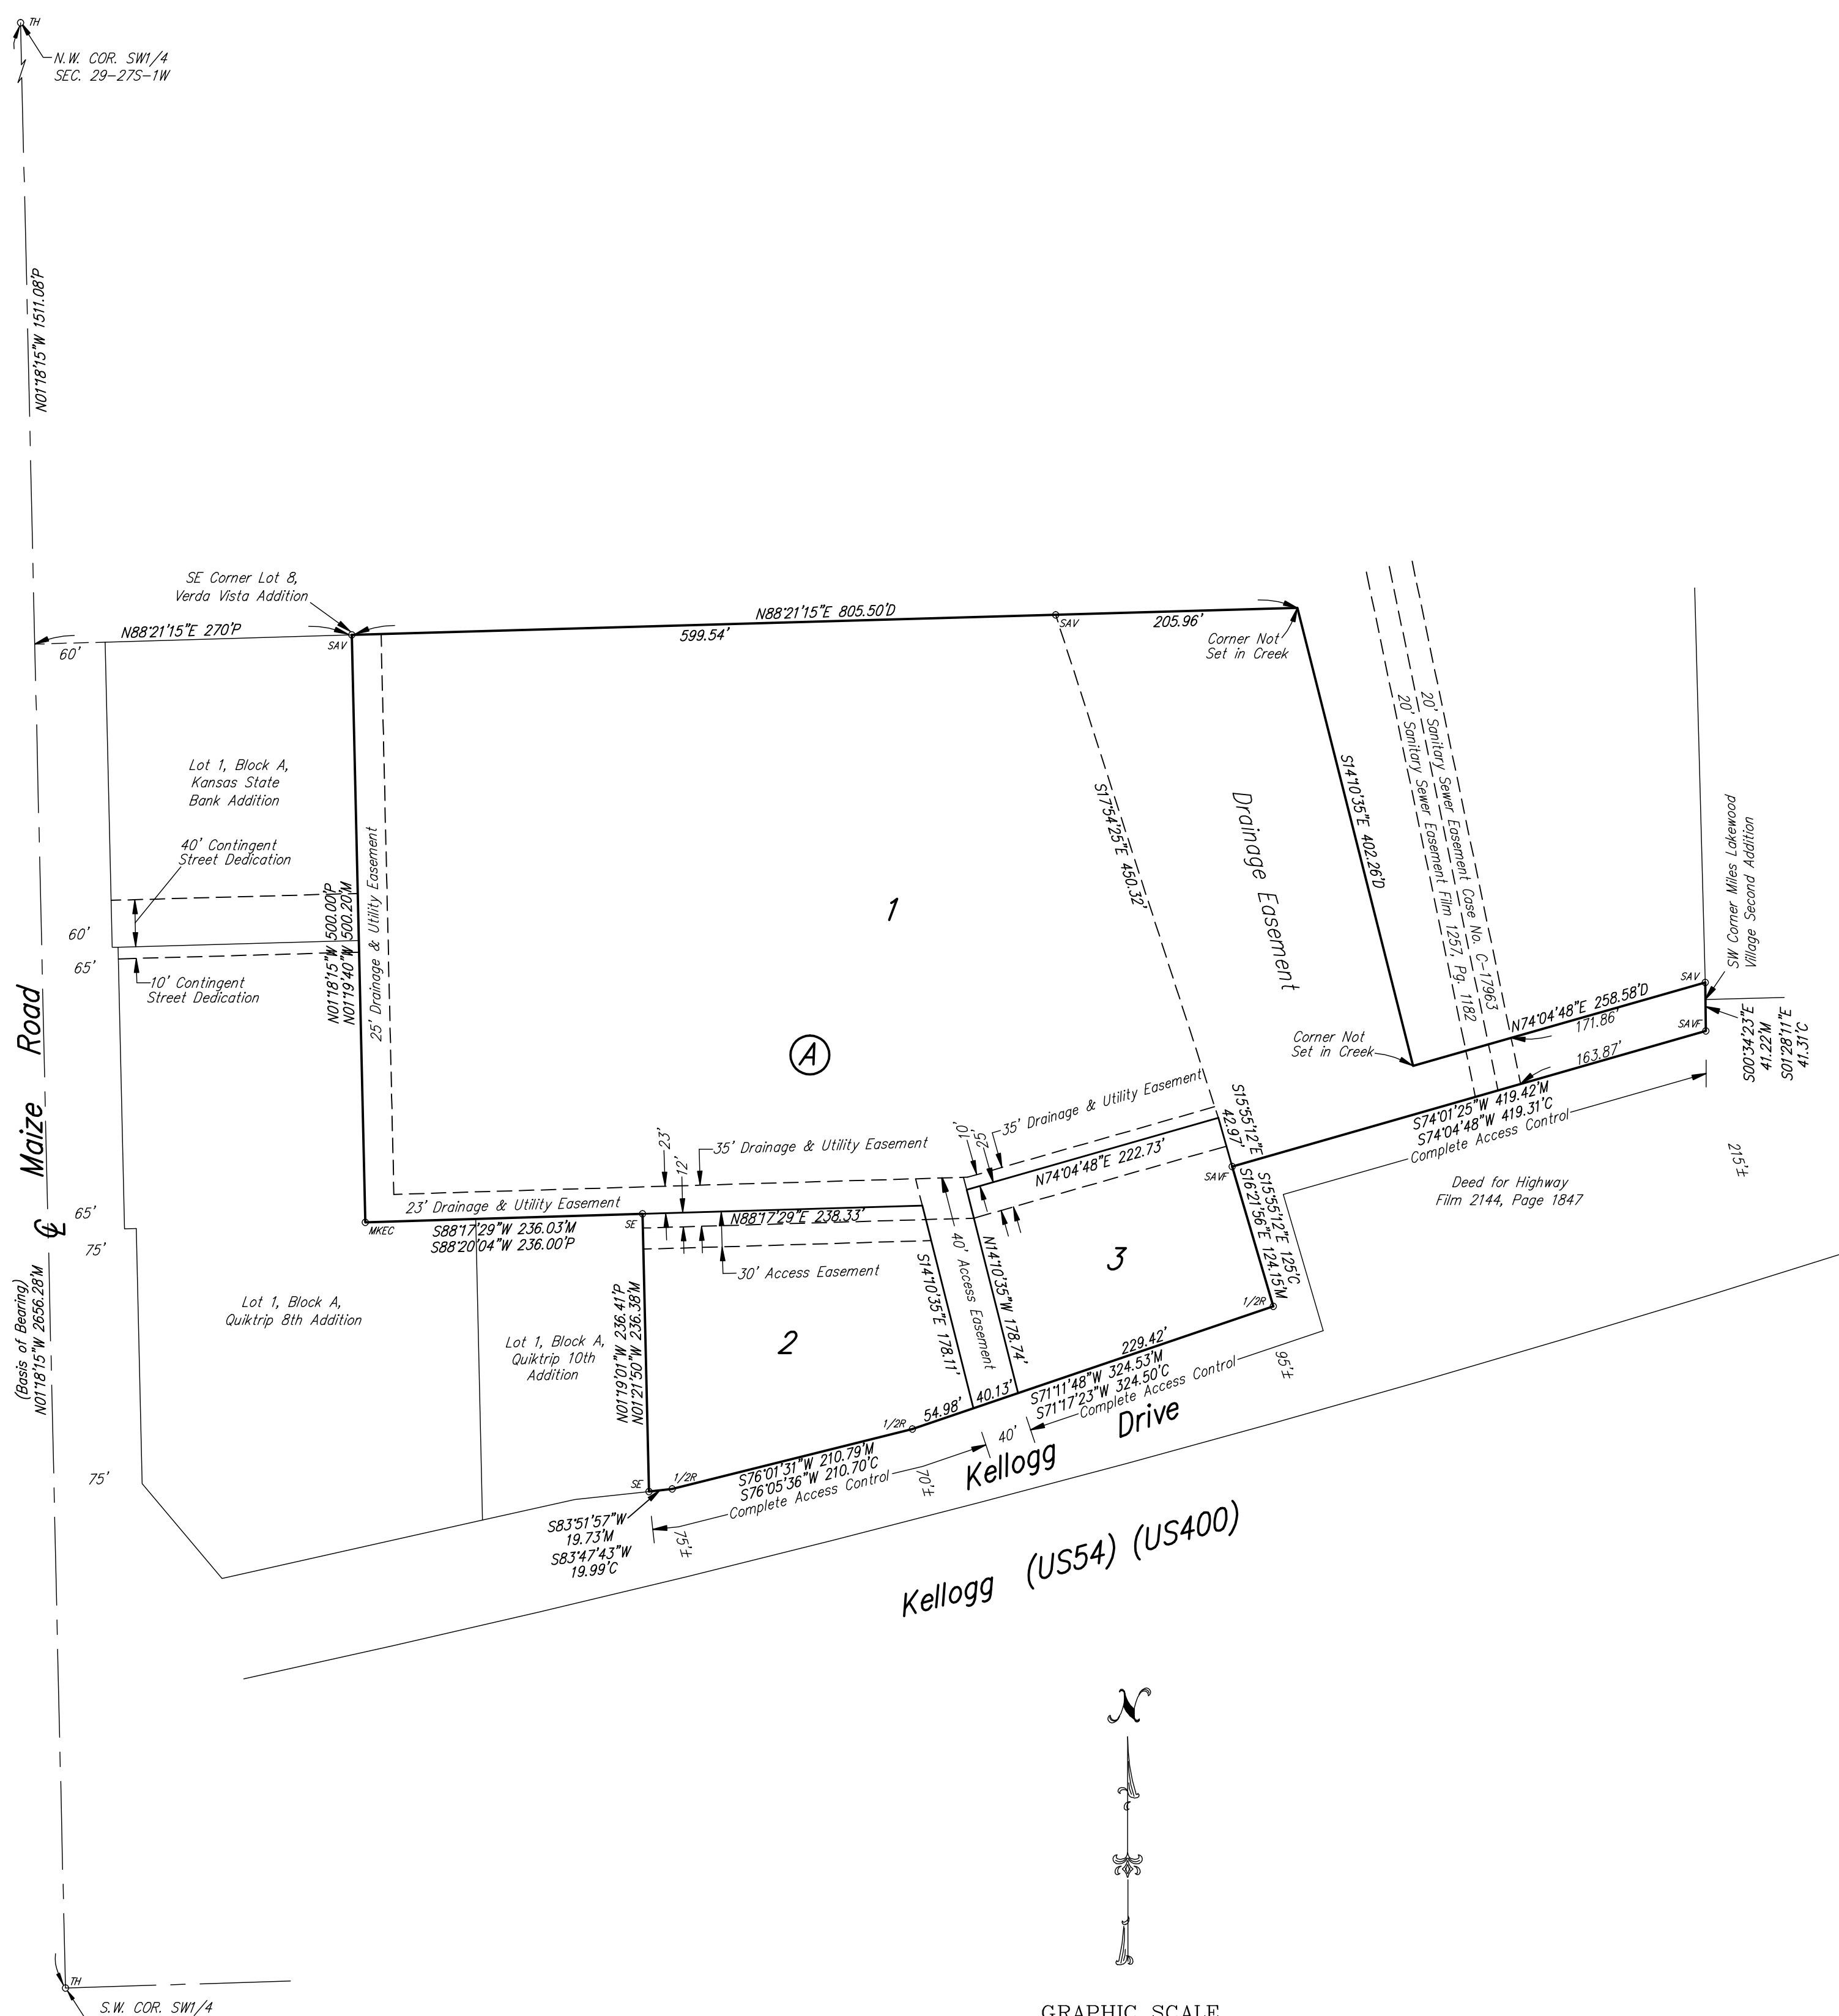 TH
N.W. COR. SW1/4
SEC. 29-27S-1W
N01°18'15"W 1511.08'P
SE Corner Lot 8,
Verda Vista Addition
N88°21'15"E 270'P
60'
SAV
N88°21'15"E 805.50'D
599.54'
SAV
205.96'
Corner Not
Set in Creek
Lot 1, Block A,
Kansas State
Bank Addition
40' Contingent
Street Dedication
60'
65'
10' Contingent
Street Dedication
N01°18'15"W 500.00'P
N01°19'40"W 500.20'M
25' Drainage & Utility Easement
1
A
S17°54'25"E 450.32'
Drainage Easement
S14°10'35"E 402.26'D
20' Sanitary Sewer Easement Film 1257, Pg. 1182
20' Sanitary Sewer Easement Case No. C-17963
SW Corner Miles Lakewood
Village Second Addition
SAV
N74°04'48"E 258.58'D
171.86'
SAVF
163.87'
S00°34'23"E
41.22'M
S01°28'11"E
41.31'C
Corner Not
Set in Creek
S74°01'25"W 419.42'M
S74°04'48"W 419.31'C
Complete Access Control
215'±
Deed for Highway
Film 2144, Page 1847
Maize Road
℄
65'
75'
(Basis of Bearing)
N01°18'15"W 2656.28'M
75'
23'
12'
35' Drainage & Utility Easement
10'
25'
35' Drainage & Utility Easement
N74°04'48"E 222.73'
S15°55'12"E
42.97'
SAVF
S15°55'12"E 125'C
S16°21'56"E 124.15'M
23' Drainage & Utility Easement
MKEC
S88°17'29"W 236.03'M
S88°20'04"W 236.00'P
SE
N88°17'29"E 238.33'
30' Access Easement
40' Access Easement
S14°10'35"E 178.11'
N14°10'35"W 178.74'
3
1/2R
Lot 1, Block A,
Quiktrip 8th Addition
Lot 1, Block A,
Quiktrip 10th
Addition
N01°19'01"W 236.41'P
N01°21'50"W 236.38'M
2
229.42'
S71°11'48"W 324.53'M
S71°17'23"W 324.50'C
Complete Access Control
95'±
54.98'
40.13'
1/2R
40'
SE
1/2R
S76°01'31"W 210.79'M
S76°05'36"W 210.70'C
Complete Access Control
70'±
75'±
S83°51'57"W
19.73'M
S83°47'43"W
19.99'C
Kellogg Drive
Kellogg (US54) (US400)
N
TH
S.W. COR. SW1/4
GRAPHIC SCALE